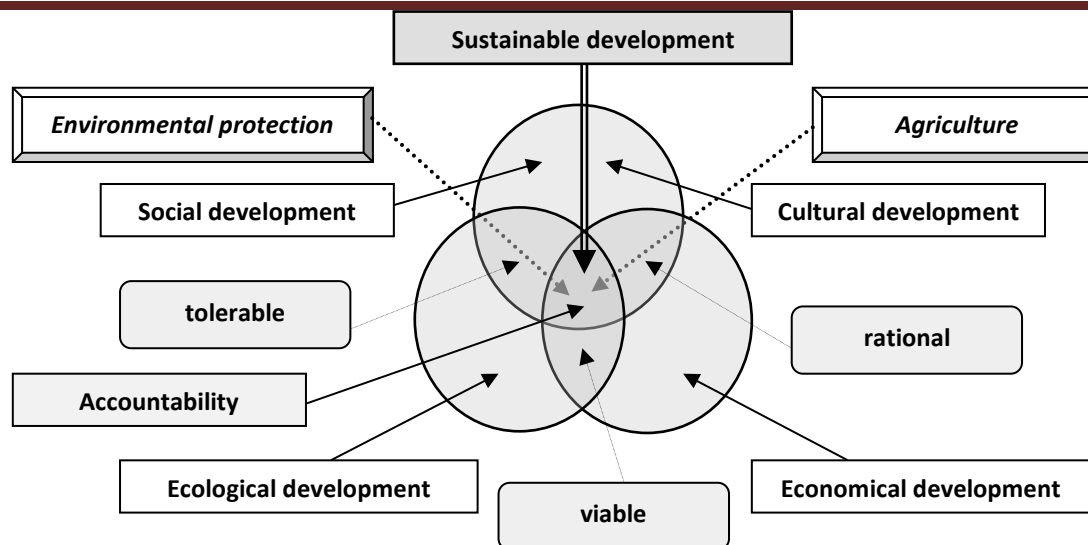 Sustainable development
Environmental protection
Agriculture
Social development
Cultural development
tolerable
rational
Accountability
Ecological development
viable
Economical development